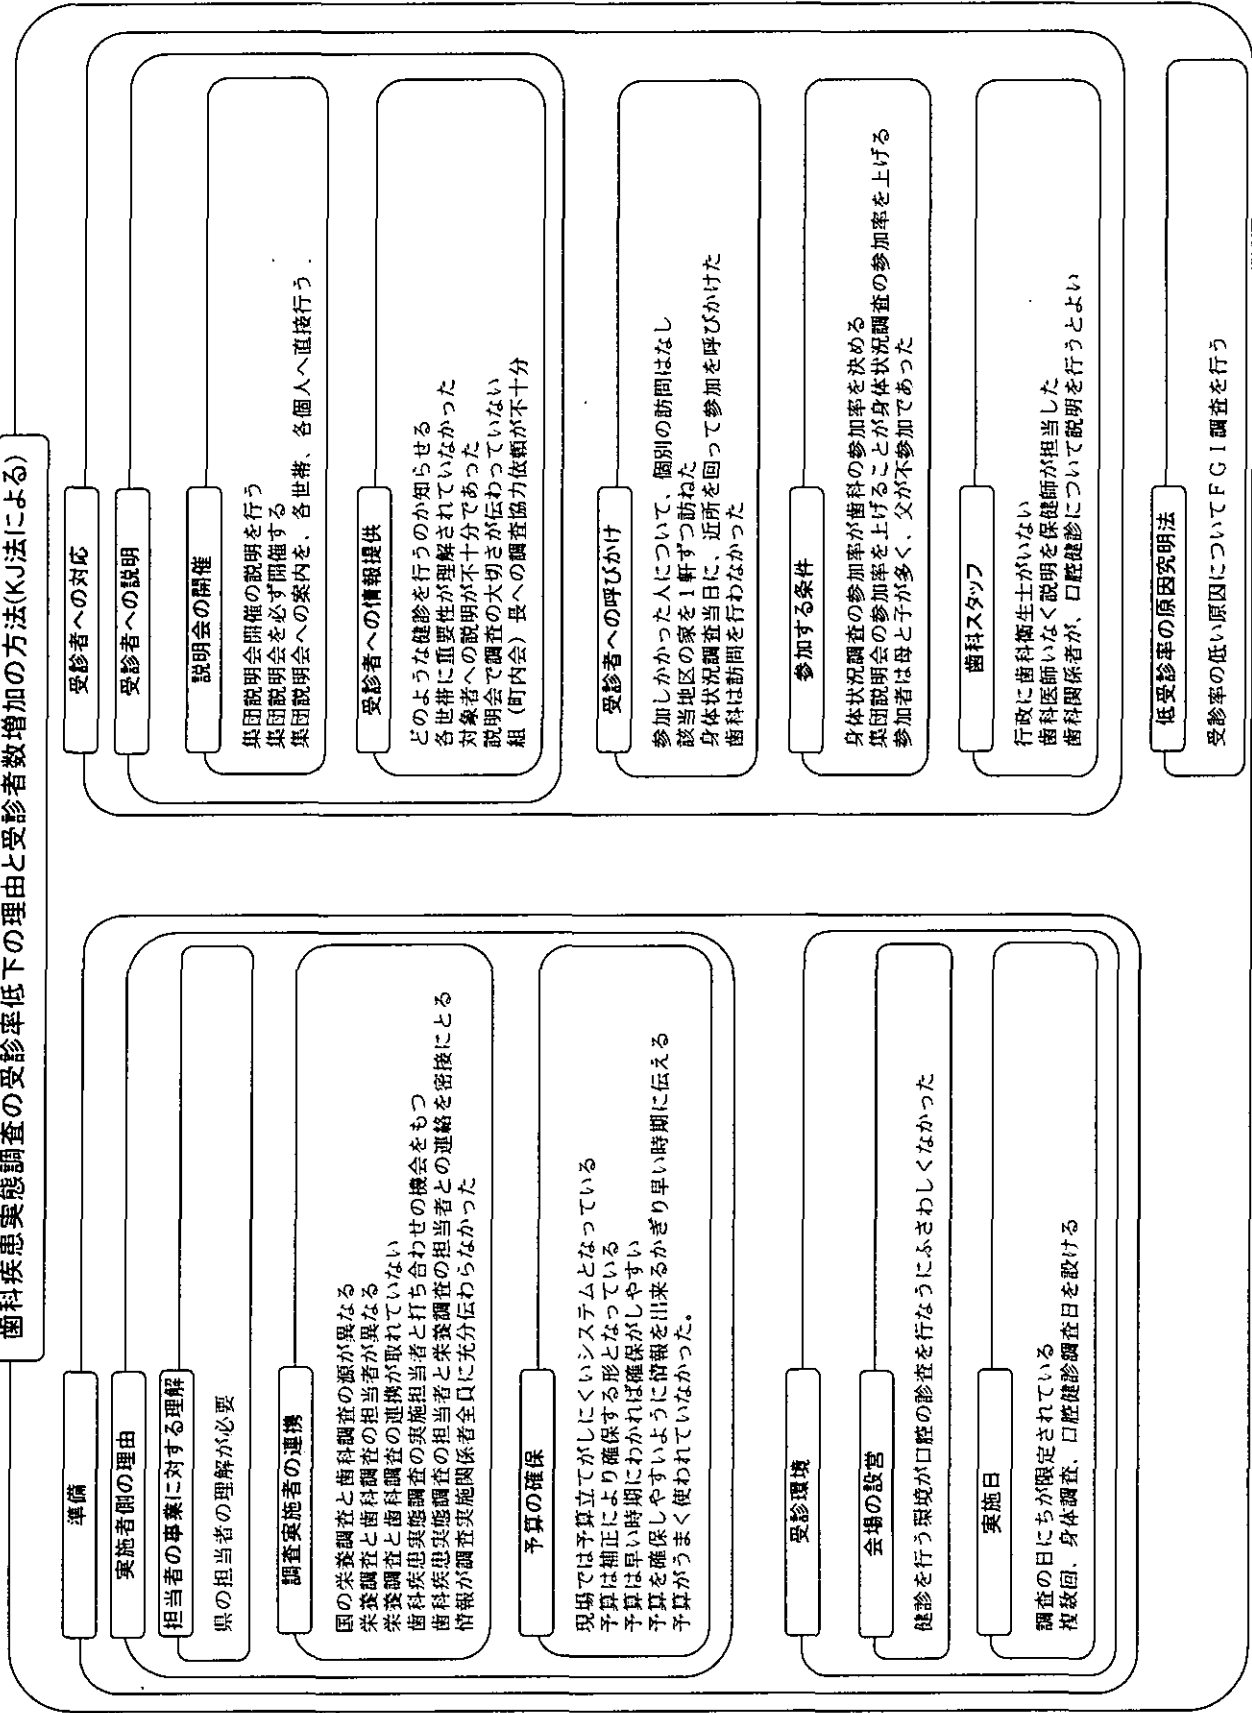 歯科疾患実態調査の受診率低下の理由と受診者数増加の方法(KJ法による)
準備
実施者側の理由
担当者の事業に対する理解
県の担当者の理解が必要
調査実施者の連携
国の栄養調査と歯科調査の源が異なる
栄養調査と歯科調査の担当者が異なる
栄養調査と歯科調査の連携が取れていない
歯科疾患実態調査の実施担当者と打ち合わせの機会をもつ
歯科疾患実態調査の担当者と栄養調査の担当者との連絡を密接にとる
情報が調査実施関係者全員に充分伝わらなかった
予算の確保
現場では予算立てがしにくいシステムとなっている
予算は補正により確保する形となっている
予算は早い時期にわかれば確保がしやすい
予算を確保しやすいように情報を出来るかぎり早い時期に伝える
予算がうまく使われていなかった。
受診環境
会場の設営
健診を行う環境が口腔の診査を行なうにふさわしくなかった
実施日
調査の日にちが限定されている
複数回、身体調査、口腔健診調査日を設ける
受診者への対応
受診者への説明
説明会の開催
集団説明会開催の説明を行う
集団説明会を必ず開催する
集団説明会への案内を、各世帯、各個人へ直接行う.
受診者への情報提供
どのような健診を行うのか知らせる
各世帯に重要性が理解されていなかった
対象者への説明が不十分であった
説明会で調査の大切さが伝わっていない
組（町内会）長への調査協力依頼が不十分
受診者への呼びかけ
参加しかかった人について、個別の訪問はなし
該当地区の家を1軒ずつ訪ねた
身体状況調査当日に、近所を回って参加を呼びかけた
歯科は訪問を行わなかった
参加する条件
身体状況調査の参加率が歯科の参加率を決める
集団説明会の参加率を上げることが身体状況調査の参加率を上げる
参加者は母と子が多く、父が不参加であった
歯科スタッフ
行政に歯科衛生士がいない
歯科医師いなく説明を保健師が担当した
歯科関係者が、口腔健診について説明を行うとよい
低受診率の原因究明法
受診率の低い原因についてFGI調査を行う